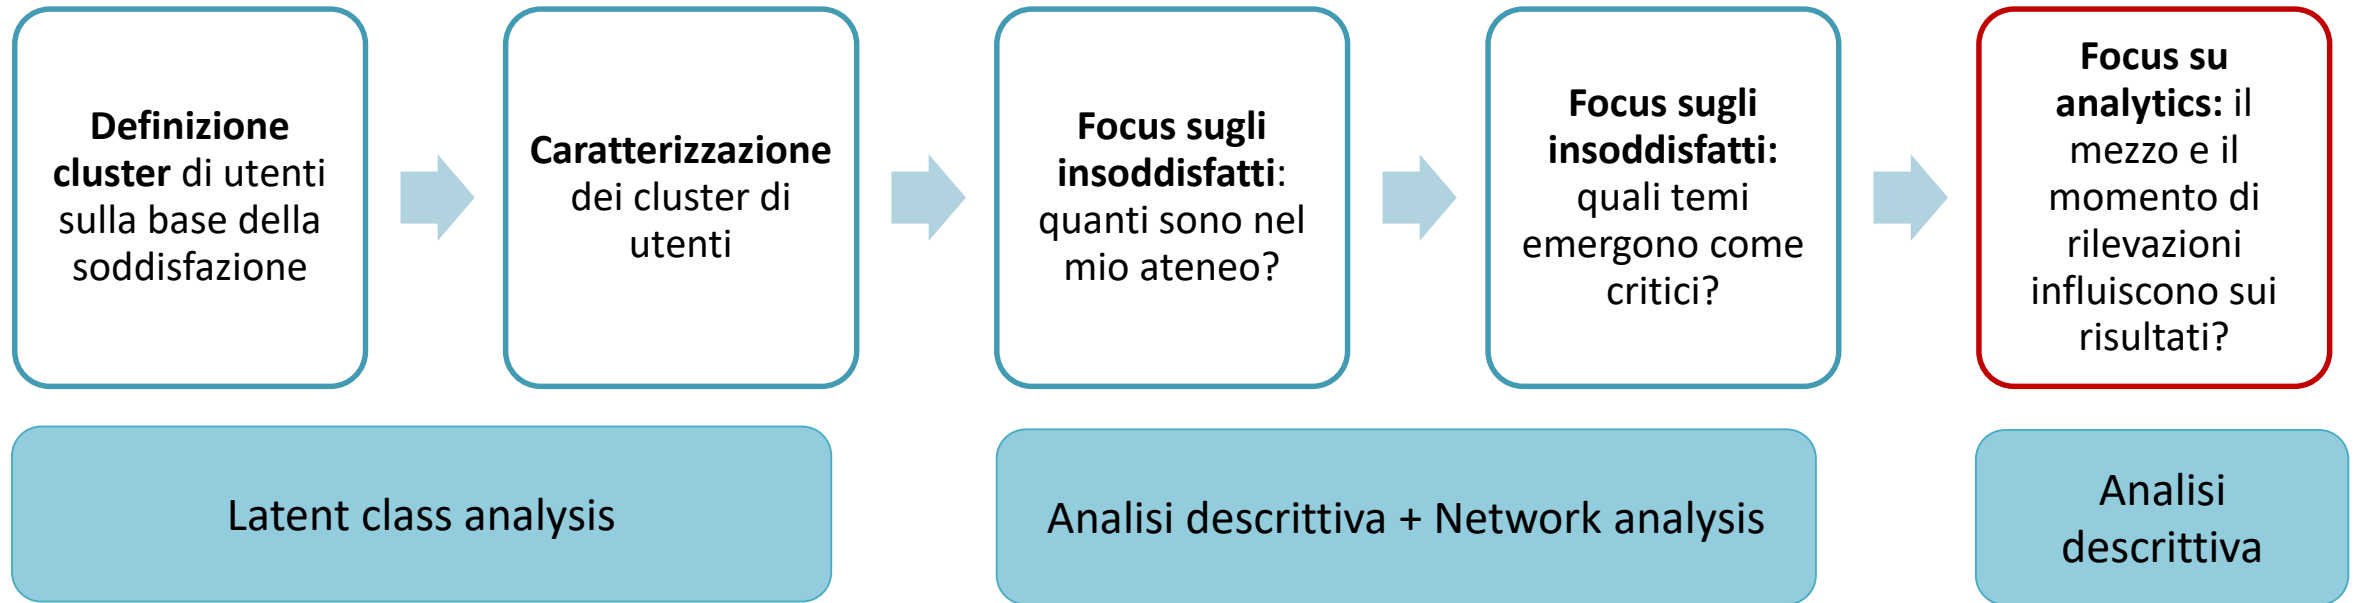 Definizione
cluster di utenti
sulla base della
soddisfazione
Caratterizzazione
dei cluster di
utenti
Focus sugli
insoddisfatti:
quanti sono nel
mio ateneo?
Focus sugli
insoddisfatti:
quali temi
emergono come
critici?
Focus su
analytics: il
mezzo e il
momento di
rilevazioni
influiscono sui
risultati?
Latent class analysis
Analisi descrittiva + Network analysis
Analisi
descrittiva